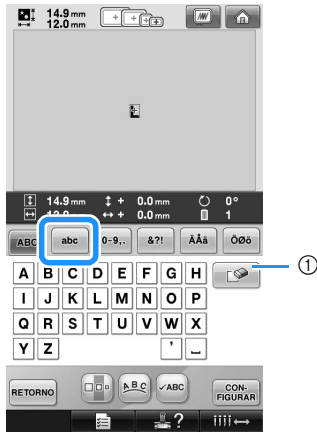 14.9 mm
12.0 mm
14.9 mm + 0.0 mm 0°
+ 0.0 mm 1
ABC abc 0-9,. &?! ÄÅä ÖØö
A B C D E F G H ①
I J K L M N O P
Q R S T U V W X
Y Z ' ⌴
RETORNO ABC ✓ABC CON-
FIGURAR
?